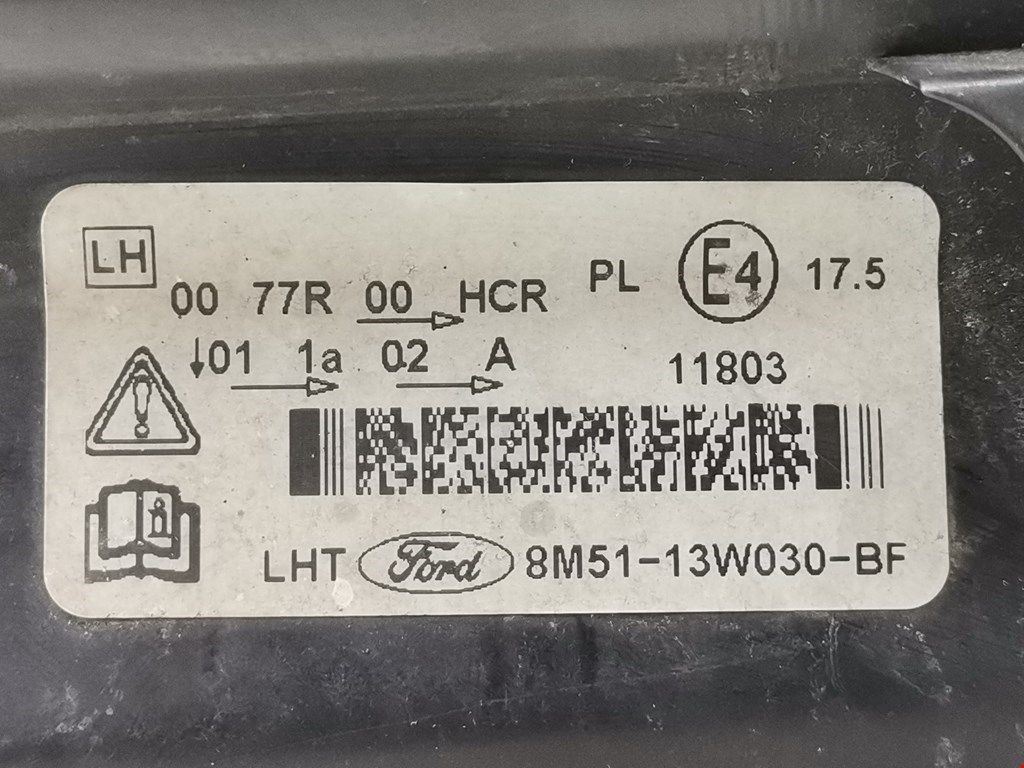 LH
00 77R 00 HCR PL E4 17.5
↓01 1a 02 A 11803
LHT Ford 8M51-13W030-BF